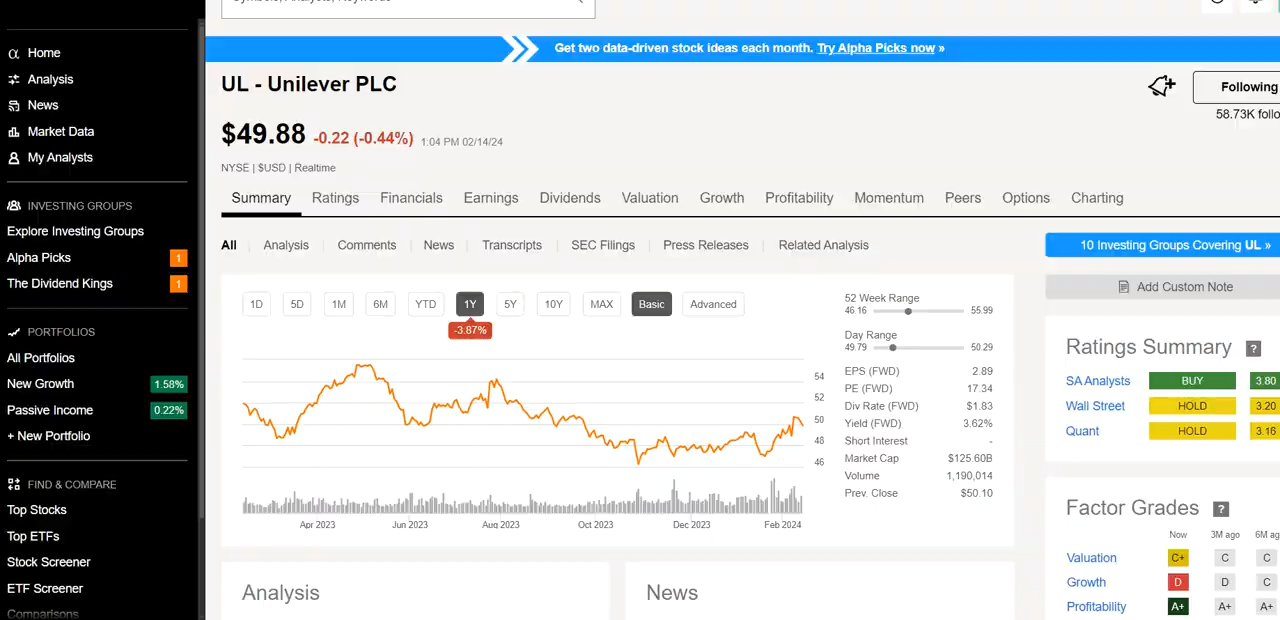 Home
Analysis
News
Market Data
My Analysts
INVESTING GROUPS
Explore Investing Groups
Alpha Picks 1
The Dividend Kings 1
PORTFOLIOS
All Portfolios
New Growth 1.58%
Passive Income 0.22%
+ New Portfolio
FIND & COMPARE
Top Stocks
Top ETFs
Stock Screener
ETF Screener
Comparisons
Get two data-driven stock ideas each month. Try Alpha Picks now »
UL - Unilever PLC
Following
58.73K follo
$49.88 -0.22 (-0.44%) 1:04 PM 02/14/24
NYSE | $USD | Realtime
Summary Ratings Financials Earnings Dividends Valuation Growth Profitability Momentum Peers Options Charting
All Analysis Comments News Transcripts SEC Filings Press Releases Related Analysis
1D 5D 1M 6M YTD 1Y 5Y 10Y MAX Basic Advanced
-3.87%
54
52
50
48
46
Apr 2023 Jun 2023 Aug 2023 Oct 2023 Dec 2023 Feb 2024
52 Week Range
46.16 55.99
Day Range
49.79 50.29
EPS (FWD) 2.89
PE (FWD) 17.34
Div Rate (FWD) $1.83
Yield (FWD) 3.62%
Short Interest -
Market Cap $125.60B
Volume 1,190,014
Prev. Close $50.10
Analysis
News
10 Investing Groups Covering UL »
Add Custom Note
Ratings Summary ?
SA Analysts BUY 3.80
Wall Street HOLD 3.20
Quant HOLD 3.16
Factor Grades ?
Now 3M ago 6M ag
Valuation C+ C C
Growth D D C
Profitability A+ A+ A+